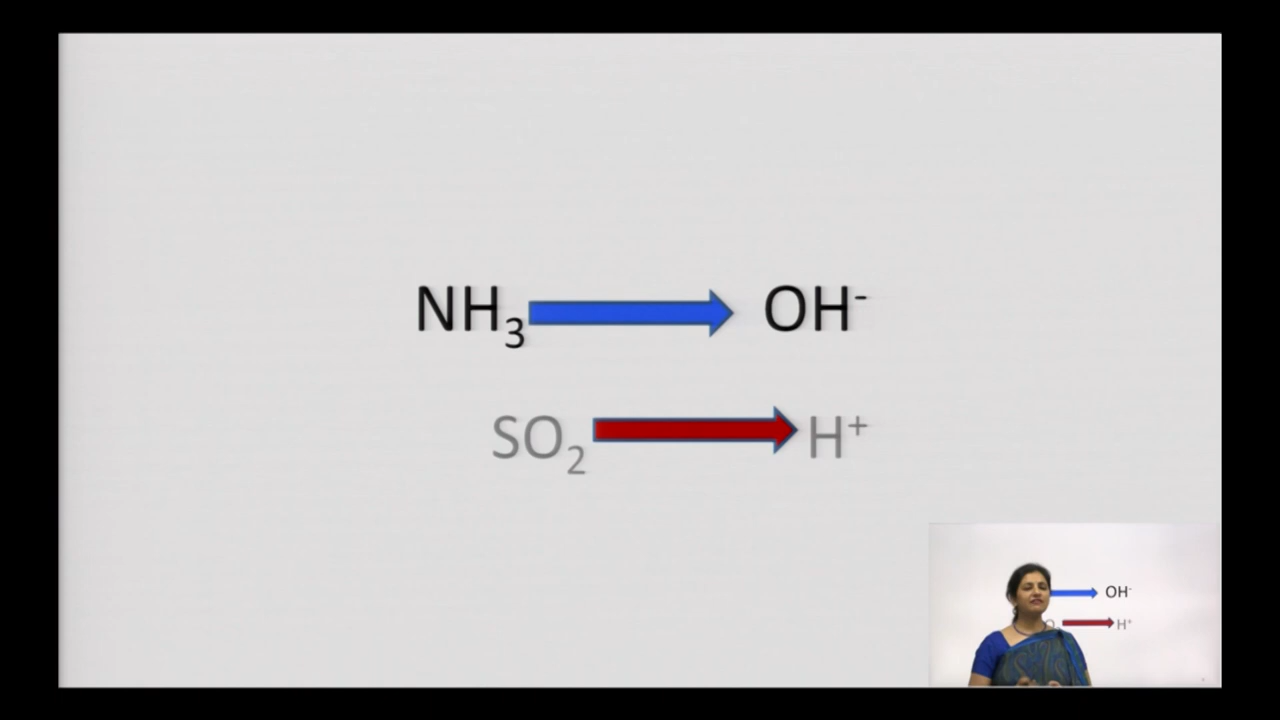 NH₃ OH⁻
SO₂ H⁺
OH⁻
O H⁺